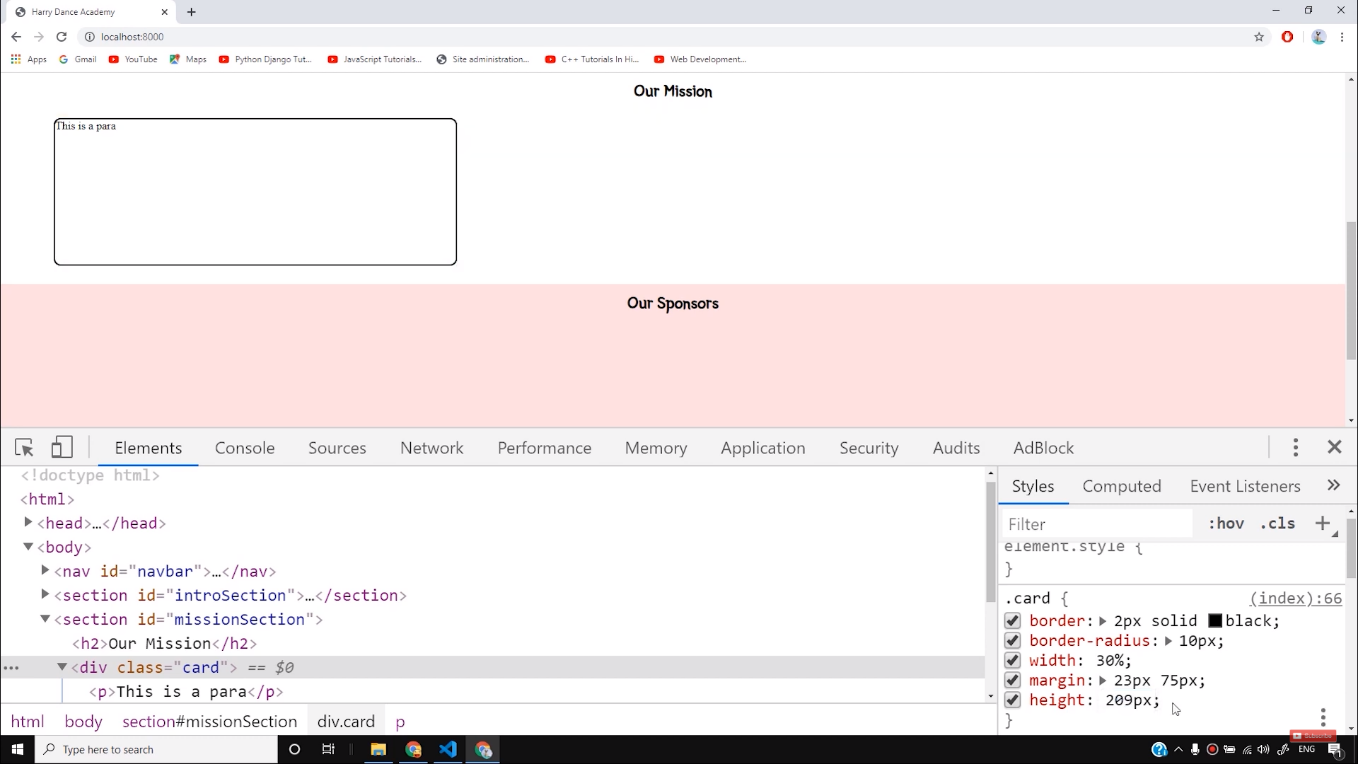 Harry Dance Academy
localhost:8000
Apps Gmail YouTube Maps Python Django Tut... JavaScript Tutorials... Site administration... C++ Tutorials In Hi... Web Development...
Our Mission
This is a para
Our Sponsors
Elements Console Sources Network Performance Memory Application Security Audits AdBlock
<!doctype html>
<html>
<head>…</head>
<body>
<nav id="navbar">…</nav>
<section id="introSection">…</section>
<section id="missionSection">
<h2>Our Mission</h2>
<div class="card"> == $0
<p>This is a para</p>
html body section#missionSection div.card p
Styles Computed Event Listeners »
Filter :hov .cls +
element.style {
}
.card { (index):66
border: 2px solid black;
border-radius: 10px;
width: 30%;
margin: 23px 75px;
height: 209px;
}
Subscribe
Type here to search
ENG